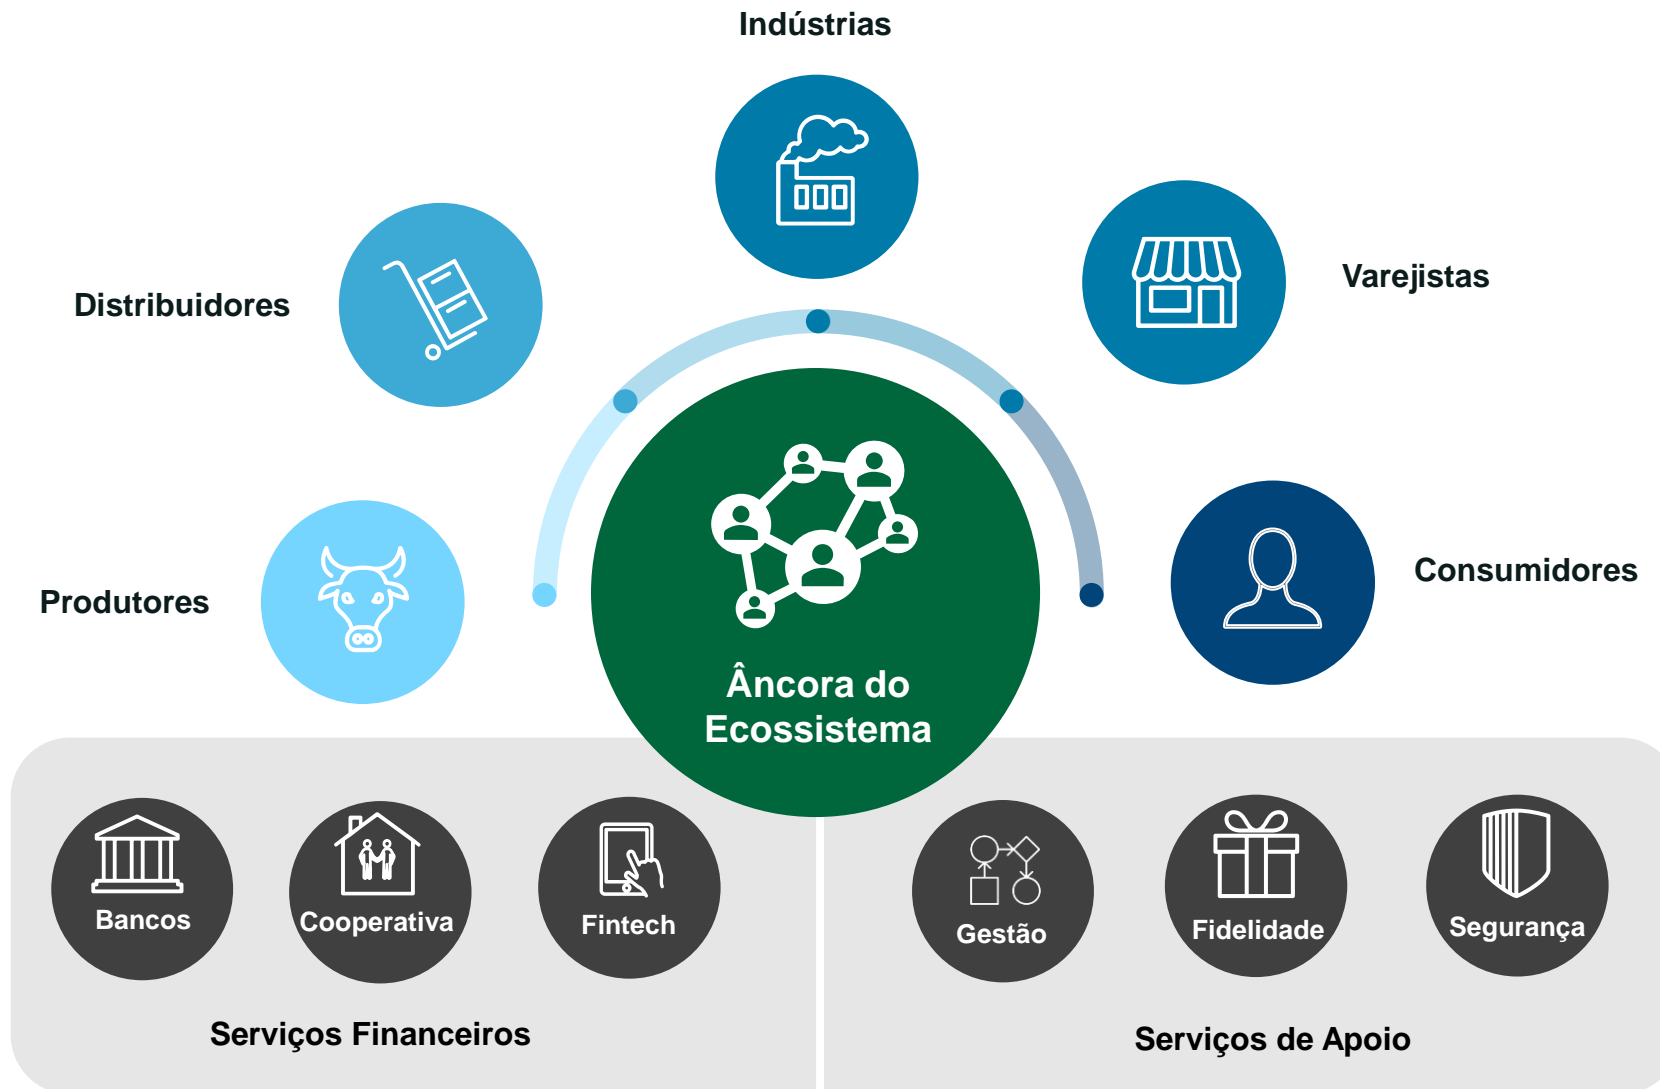 Indústrias
Distribuidores
Varejistas
Produtores
Consumidores
Âncora do
Ecossistema
Bancos
Cooperativa
Fintech
Serviços Financeiros
Gestão
Fidelidade
Segurança
Serviços de Apoio